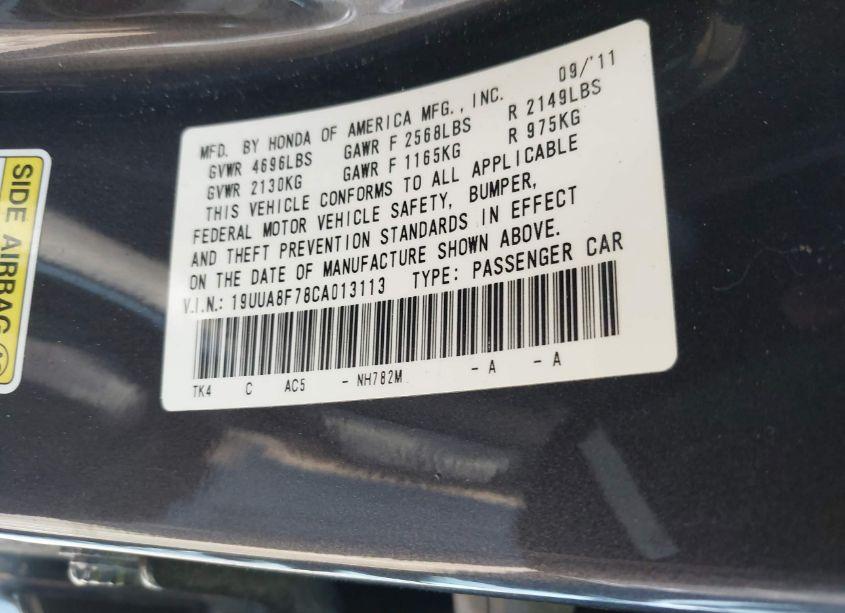 SIDE AIRBAG
09/'11
MFD. BY HONDA OF AMERICA MFG., INC.
GVWR 4696LBS GAWR F 2568LBS R 2149LBS
GVWR 2130KG GAWR F 1165KG R 975KG
THIS VEHICLE CONFORMS TO ALL APPLICABLE
FEDERAL MOTOR VEHICLE SAFETY, BUMPER,
AND THEFT PREVENTION STANDARDS IN EFFECT
ON THE DATE OF MANUFACTURE SHOWN ABOVE.
V.I.N.: 19UUA8F78CA013113 TYPE: PASSENGER CAR
TK4 C AC5 - NH782M - A - A